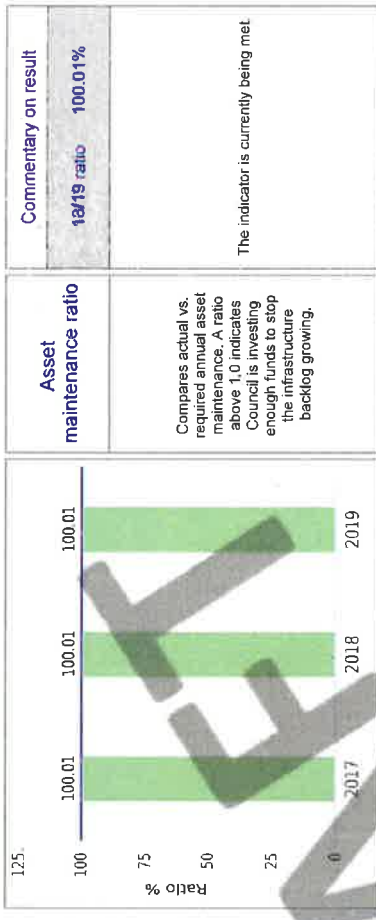 125
100
75
50
25
0
Ratio %
100.01
100.01
100.01
2017
2018
2019
Asset
maintenance ratio
Compares actual vs.
required annual asset
maintenance. A ratio
above 1.0 indicates
Council is investing
enough funds to stop
the infrastructure
backlog growing.
Commentary on result
18/19 ratio 100.01%
The indicator is currently being met.